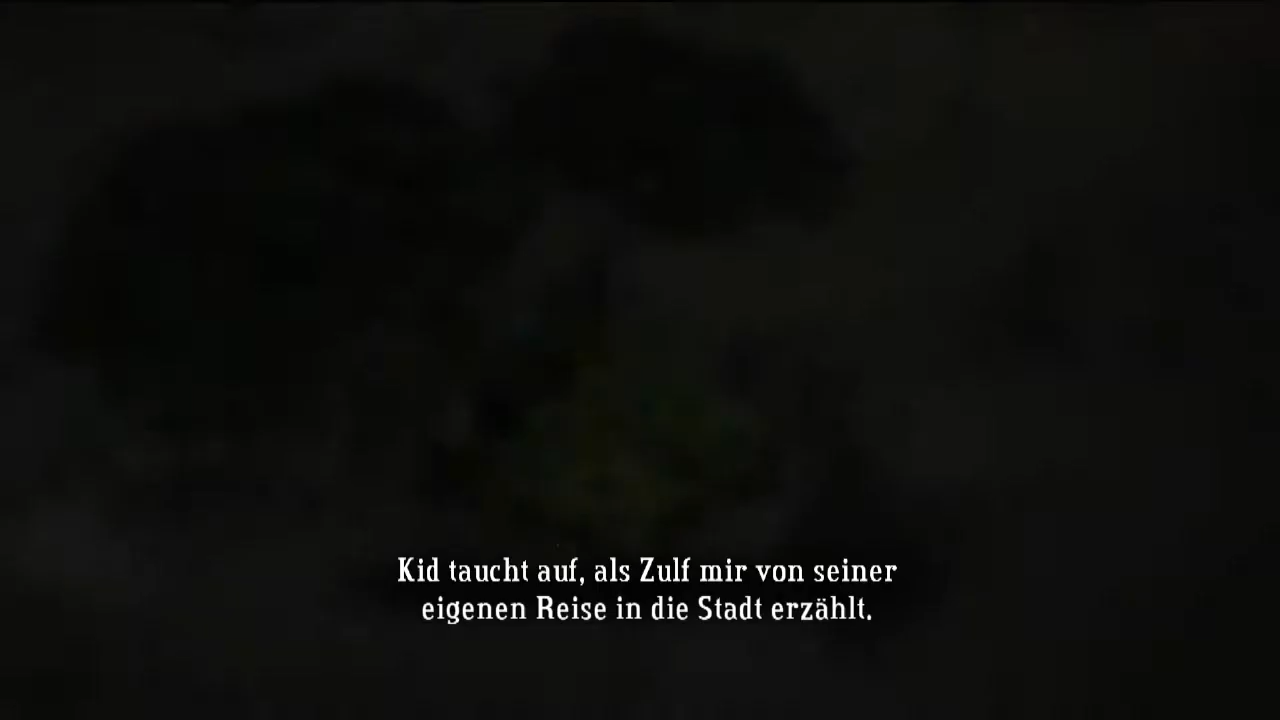 Kid taucht auf, als Zulf mir von seiner
eigenen Reise in die Stadt erzählt.